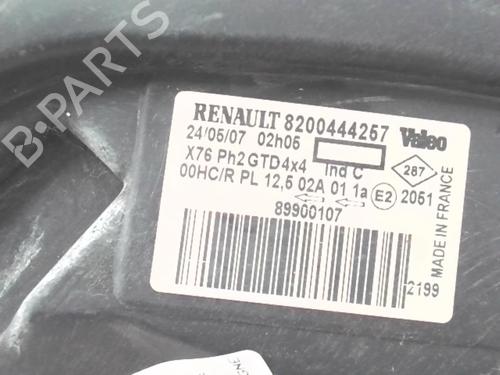 RENAULT 8200444257 Valeo
24/05/07 02h05
X76 Ph2 GTD4x4 Ind C
287
00HC/R PL 12,5 02A 01 1a E2 2051
89900107
MADE IN FRANCE
2199
B-PARTS